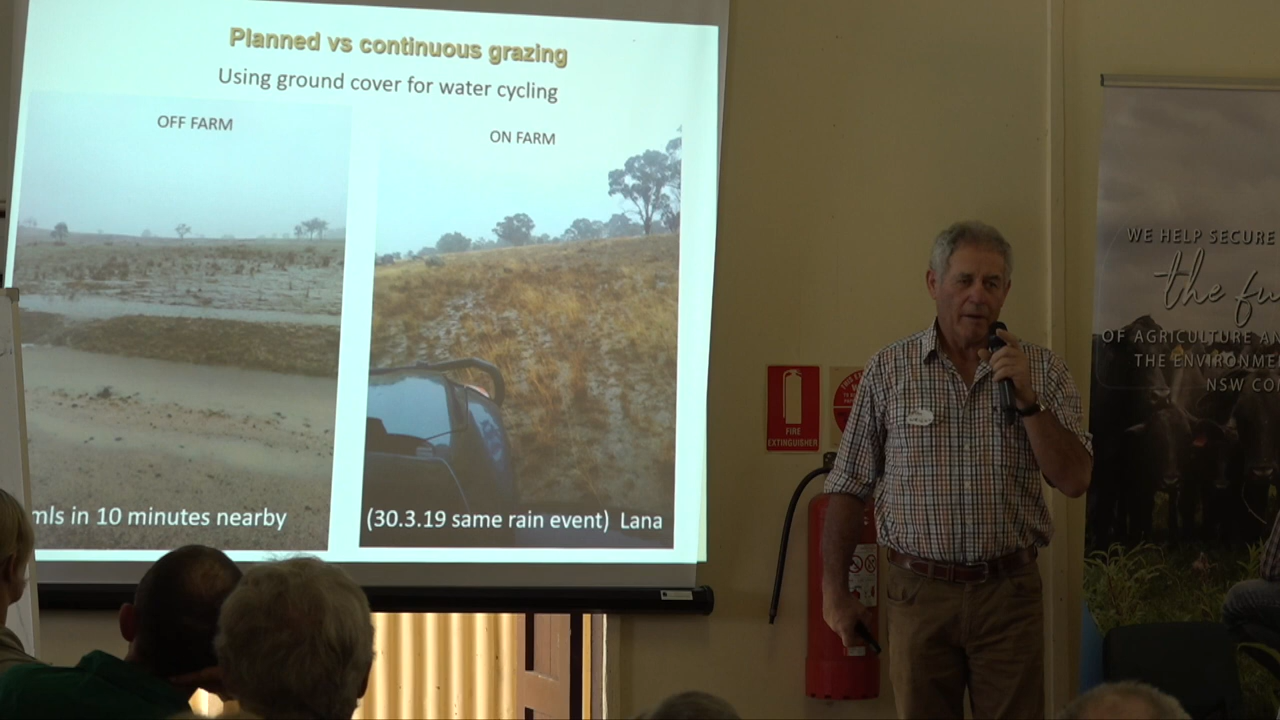 Planned vs continuous grazing
Using ground cover for water cycling
OFF FARM
ON FARM
mls in 10 minutes nearby
(30.3.19 same rain event) Lana
FIRE
EXTINGUISHER
WE HELP SECURE
the fu
OF AGRICULTURE AN
THE ENVIRONME
NSW CO